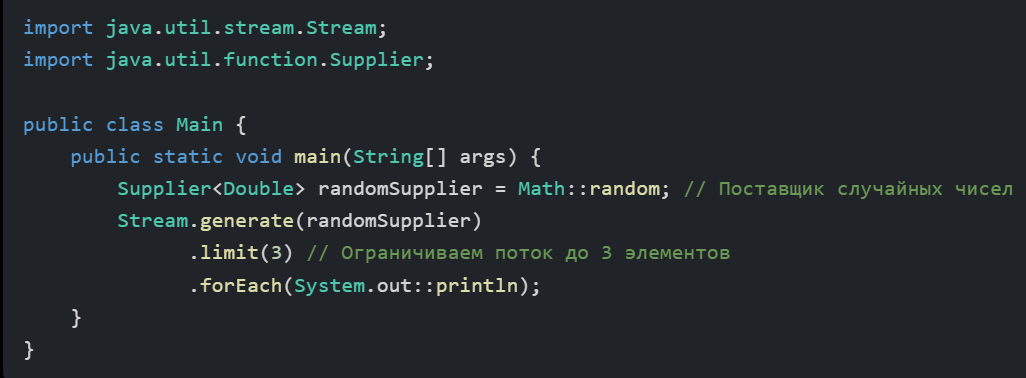 import java.util.stream.Stream;
import java.util.function.Supplier;

public class Main {
    public static void main(String[] args) {
        Supplier<Double> randomSupplier = Math::random; // Поставщик случайных чисел
        Stream.generate(randomSupplier)
              .limit(3) // Ограничиваем поток до 3 элементов
              .forEach(System.out::println);
    }
}